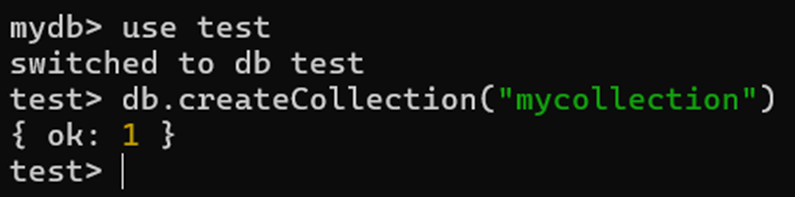 mydb> use test
switched to db test
test> db.createCollection("mycollection")
{ ok: 1 }
test>